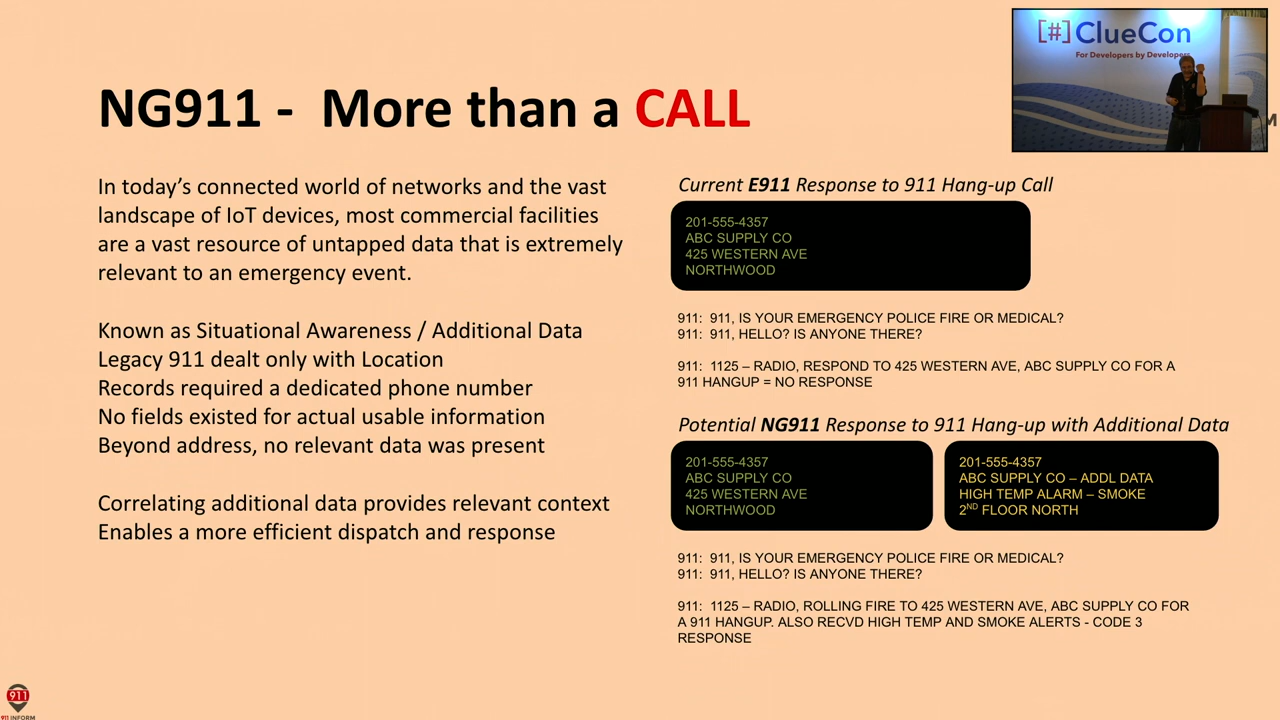 [#] ClueCon
For Developers by Developers
NG911 - More than a CALL
In today's connected world of networks and the vast
landscape of IoT devices, most commercial facilities
are a vast resource of untapped data that is extremely
relevant to an emergency event.
Known as Situational Awareness / Additional Data
Legacy 911 dealt only with Location
Records required a dedicated phone number
No fields existed for actual usable information
Beyond address, no relevant data was present
Correlating additional data provides relevant context
Enables a more efficient dispatch and response
Current E911 Response to 911 Hang-up Call
201-555-4357
ABC SUPPLY CO
425 WESTERN AVE
NORTHWOOD
911: 911, IS YOUR EMERGENCY POLICE FIRE OR MEDICAL?
911: 911, HELLO? IS ANYONE THERE?
911: 1125 – RADIO, RESPOND TO 425 WESTERN AVE, ABC SUPPLY CO FOR A
911 HANGUP = NO RESPONSE
Potential NG911 Response to 911 Hang-up with Additional Data
201-555-4357
ABC SUPPLY CO
425 WESTERN AVE
NORTHWOOD
201-555-4357
ABC SUPPLY CO – ADDL DATA
HIGH TEMP ALARM – SMOKE
2ND FLOOR NORTH
911: 911, IS YOUR EMERGENCY POLICE FIRE OR MEDICAL?
911: 911, HELLO? IS ANYONE THERE?
911: 1125 – RADIO, ROLLING FIRE TO 425 WESTERN AVE, ABC SUPPLY CO FOR
A 911 HANGUP. ALSO RECVD HIGH TEMP AND SMOKE ALERTS - CODE 3
RESPONSE
911
911 INFORM